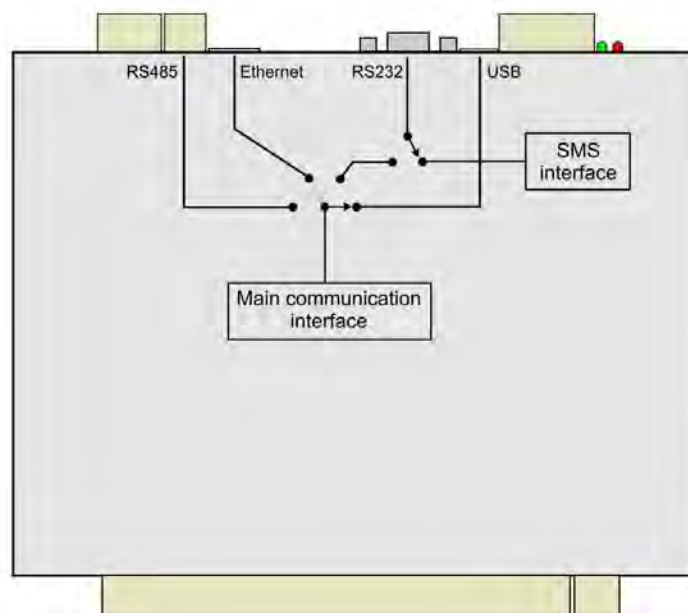 RS485
Ethernet
RS232
USB
SMS
interface
Main communication
interface